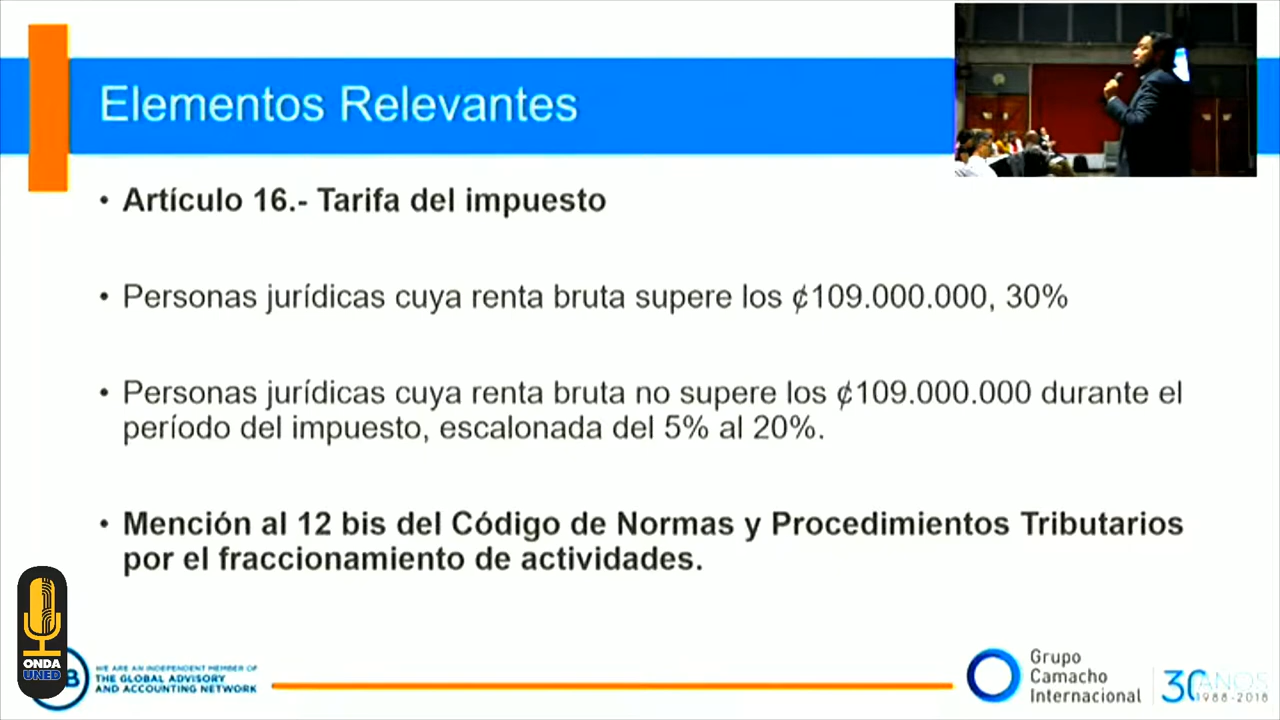 Elementos Relevantes
• Artículo 16.- Tarifa del impuesto
• Personas jurídicas cuya renta bruta supere los ¢109.000.000, 30%
• Personas jurídicas cuya renta bruta no supere los ¢109.000.000 durante el
período del impuesto, escalonada del 5% al 20%.
• Mención al 12 bis del Código de Normas y Procedimientos Tributarios
por el fraccionamiento de actividades.
ONDA
UNED
B
WE ARE AN INDEPENDENT MEMBER OF
THE GLOBAL ADVISORY
AND ACCOUNTING NETWORK
Grupo
Camacho
Internacional
30 AÑOS
1988-2018